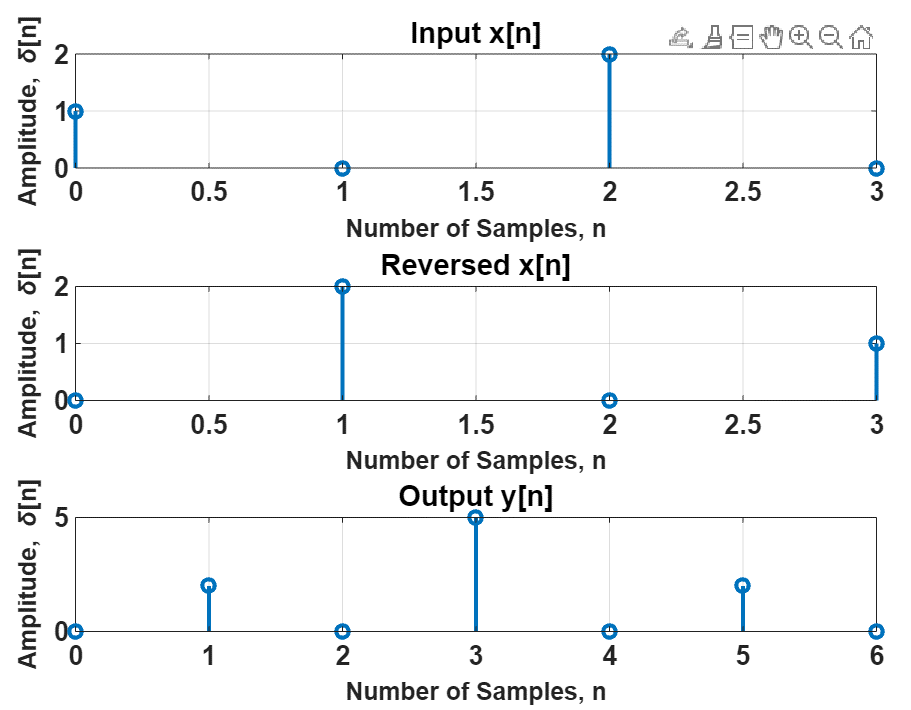 Input x[n]
Amplitude, δ[n]
2
1
0
0 0.5 1 1.5 2 2.5 3
Number of Samples, n
Reversed x[n]
Amplitude, δ[n]
2
1
0
0 0.5 1 1.5 2 2.5 3
Number of Samples, n
Output y[n]
Amplitude, δ[n]
5
0
0 1 2 3 4 5 6
Number of Samples, n